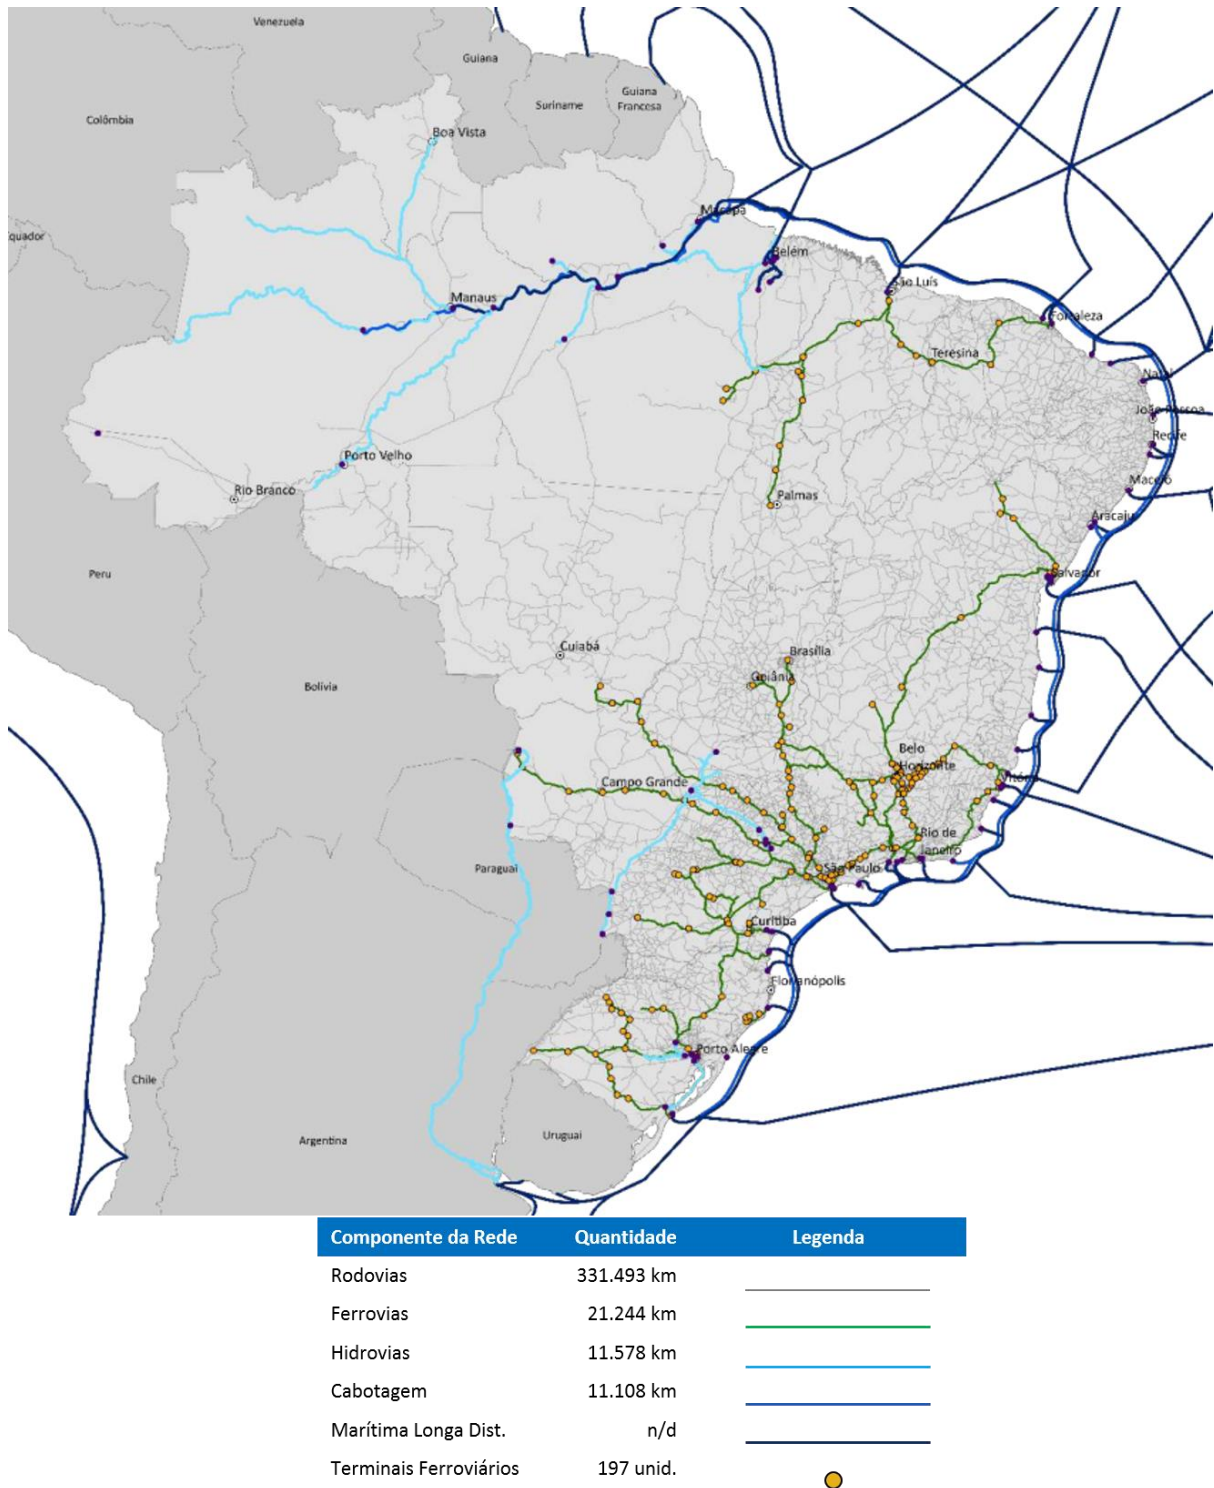 Venezuela
Guiana
Guiana
Francesa
Suriname
Colômbia
Boa Vista
Macapá
quador
Belém
São Luís
Manaus
Fortaleza
Teresina
Natal
João Pessoa
Recife
Porto Velho
Maceió
Rio Branco
Palmas
Aracaju
Peru
Salvador
Cuiabá
Brasília
Goiânia
Bolívia
Belo
Horizonte
Vitória
Campo Grande
Rio de
Janeiro
Paraguai
São Paulo
Curitiba
Florianópolis
Porto Alegre
Chile
Uruguai
Argentina
Componente da Rede Quantidade Legenda
Rodovias 331.493 km
Ferrovias 21.244 km
Hidrovias 11.578 km
Cabotagem 11.108 km
Marítima Longa Dist. n/d
Terminais Ferroviários 197 unid.